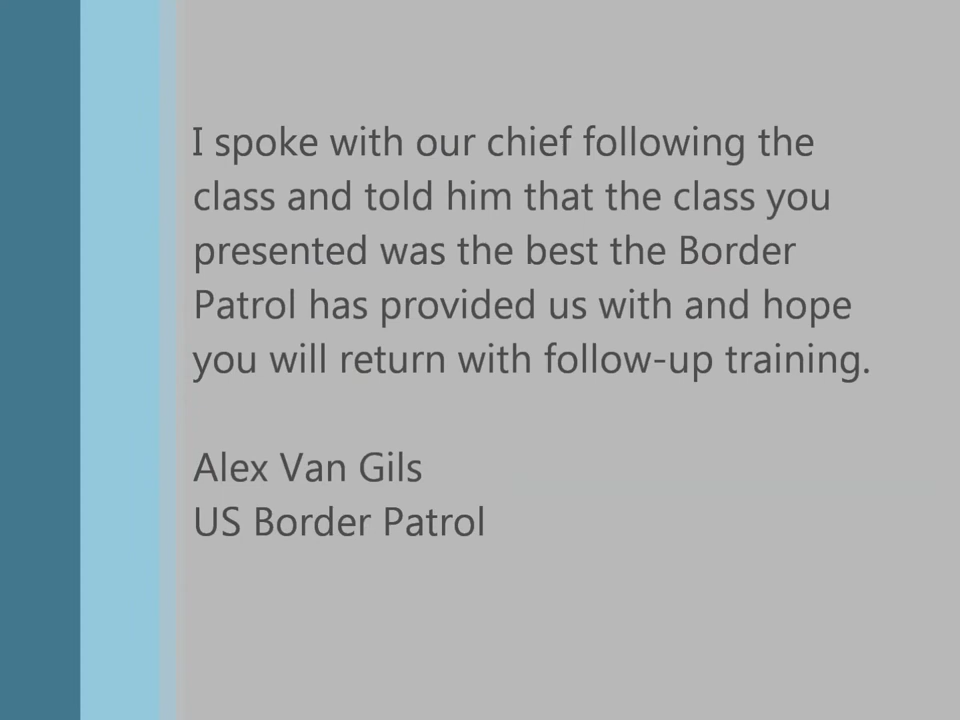 I spoke with our chief following the
class and told him that the class you
presented was the best the Border
Patrol has provided us with and hope
you will return with follow-up training.
Alex Van Gils
US Border Patrol